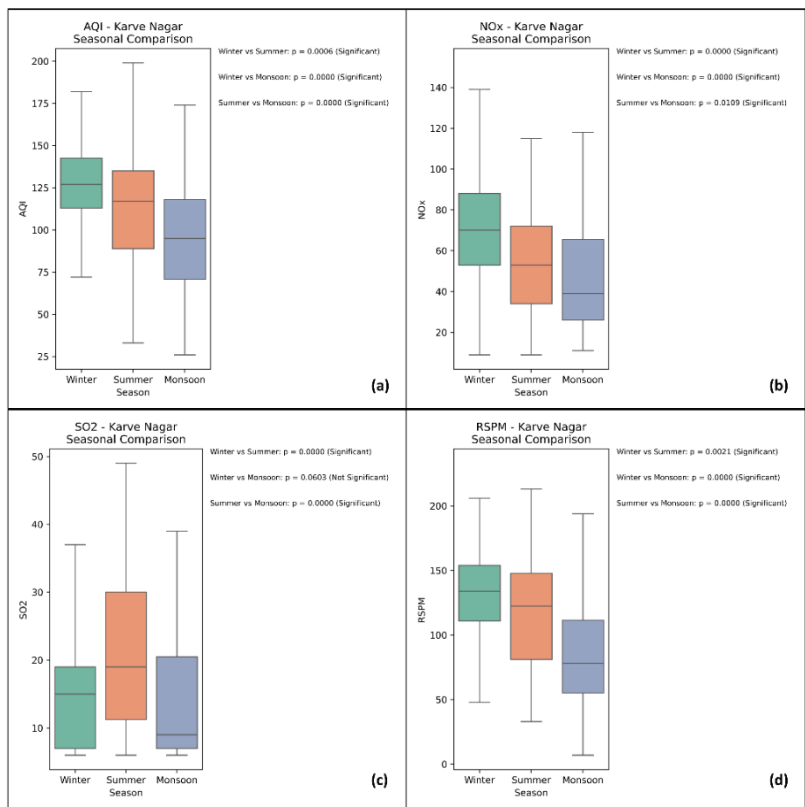 AQI - Karve Nagar
Seasonal Comparison
Winter vs Summer: p = 0.0006 (Significant)
Winter vs Monsoon: p = 0.0000 (Significant)
Summer vs Monsoon: p = 0.0000 (Significant)
200
175
150
125
100
75
50
25
AQI
Winter
Summer
Monsoon
Season
(a)
NOx - Karve Nagar
Seasonal Comparison
Winter vs Summer: p = 0.0000 (Significant)
Winter vs Monsoon: p = 0.0000 (Significant)
Summer vs Monsoon: p = 0.0109 (Significant)
140
120
100
80
60
40
20
NOx
Winter
Summer
Monsoon
Season
(b)
SO2 - Karve Nagar
Seasonal Comparison
Winter vs Summer: p = 0.0000 (Significant)
Winter vs Monsoon: p = 0.0603 (Not Significant)
Summer vs Monsoon: p = 0.0000 (Significant)
50
40
30
20
10
SO2
Winter
Summer
Monsoon
Season
(c)
RSPM - Karve Nagar
Seasonal Comparison
Winter vs Summer: p = 0.0021 (Significant)
Winter vs Monsoon: p = 0.0000 (Significant)
Summer vs Monsoon: p = 0.0000 (Significant)
200
150
100
50
0
RSPM
Winter
Summer
Monsoon
Season
(d)